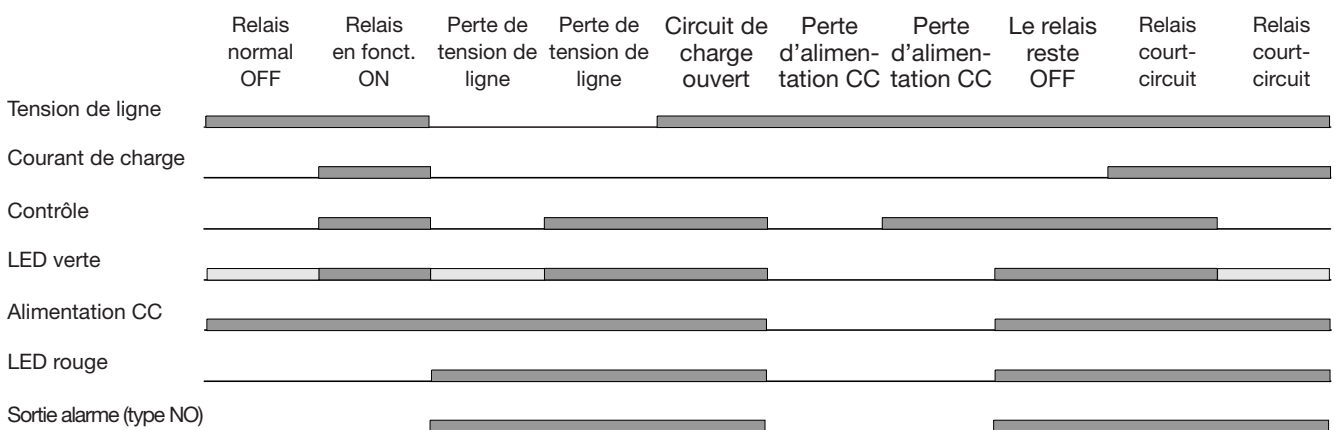 Relais normal OFF
Relais en fonct. ON
Perte de tension de ligne
Perte de tension de ligne
Circuit de charge ouvert
Perte d'alimen- tation CC
Perte d'alimen- tation CC
Le relais reste OFF
Relais court- circuit
Relais court- circuit
Tension de ligne
Courant de charge
Contrôle
LED verte
Alimentation CC
LED rouge
Sortie alarme (type NO)